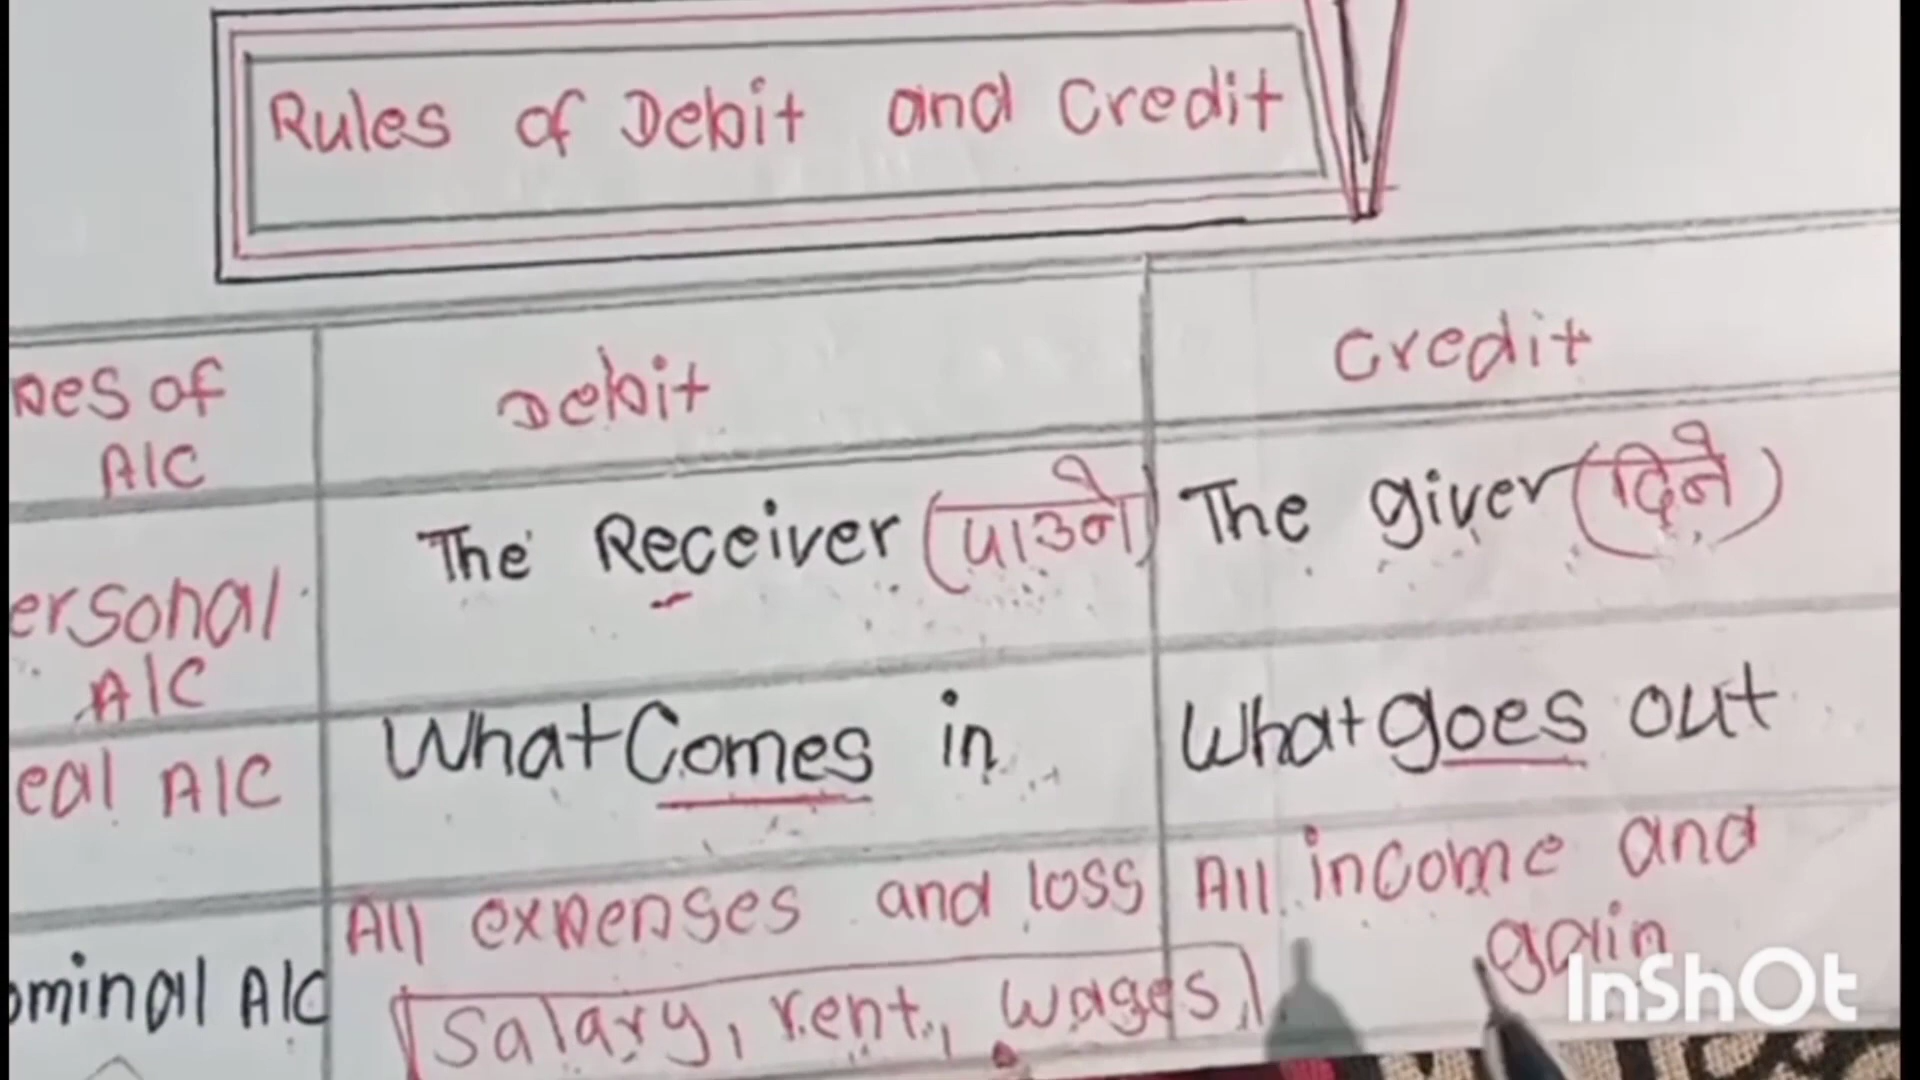 Rules of Debit and Credit
pes of
A/C
Debit
Credit
ersonal
A/C
The Receiver (पाउने)
The giver (दिने)
eal A/C
What Comes in
What goes out
ominal A/C
All expenses and loss
Salary, rent, wages,
All income and
gain
InShOt